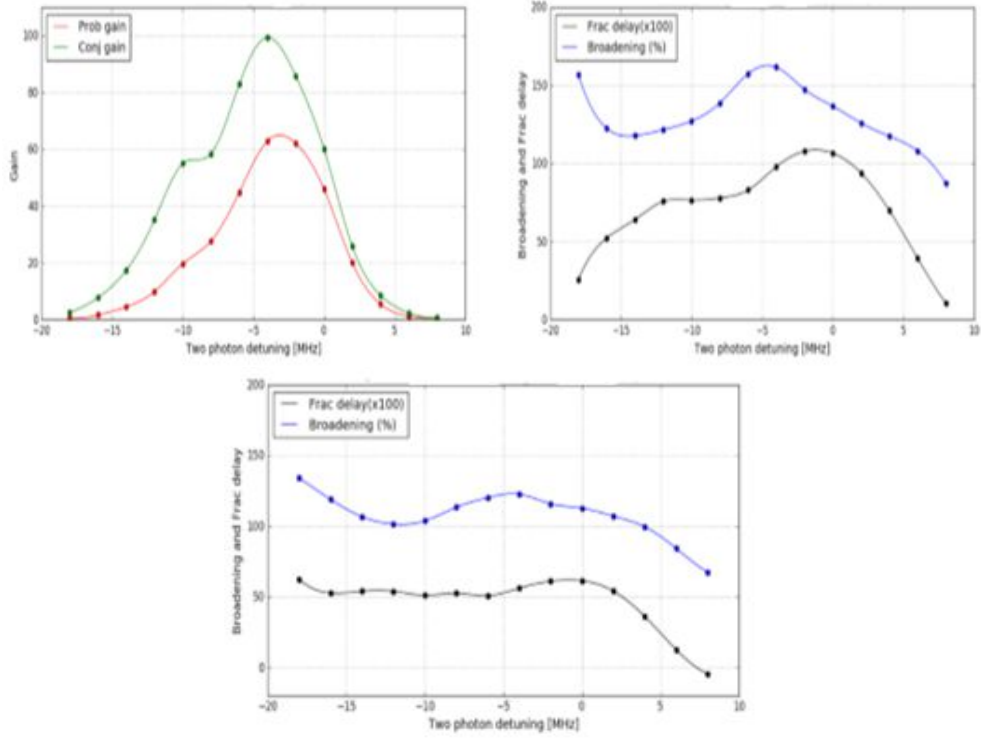 Prob gain
Conj gain
100
80
60
40
20
0
Gain
−20 −15 −10 −5 0 5 10
Two photon detuning [MHz]
Frac delay(x100)
Broadening (%)
200
150
100
50
0
Broadening and Frac delay
−20 −15 −10 −5 0 5 10
Two photon detuning [MHz]
Frac delay(x100)
Broadening (%)
200
150
100
50
0
Broadening and Frac delay
−20 −15 −10 −5 0 5 10
Two photon detuning [MHz]